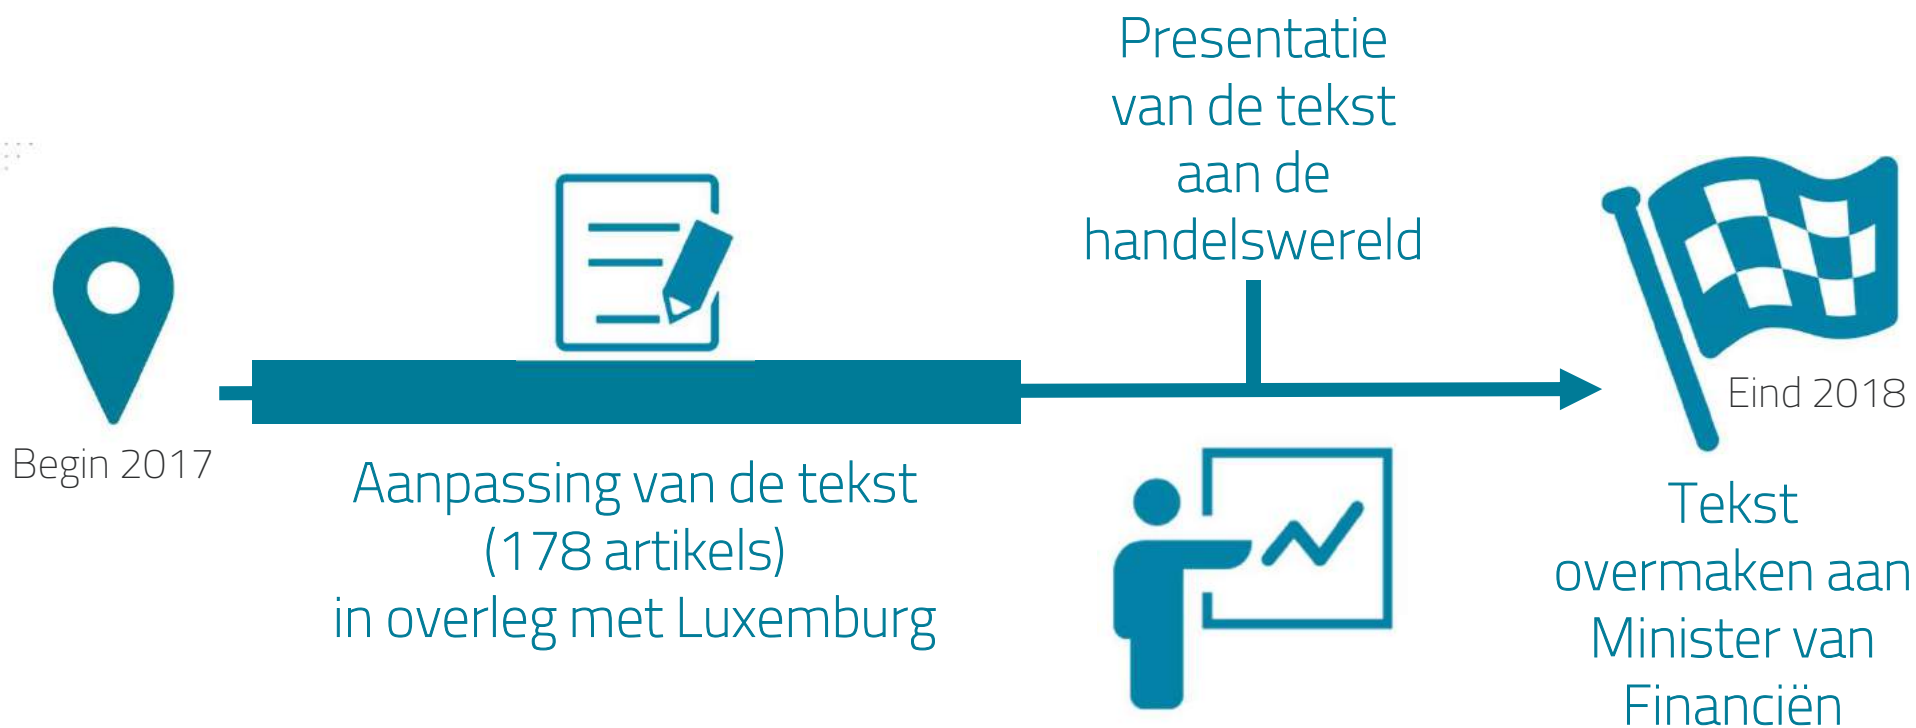 Begin 2017
Aanpassing van de tekst
(178 artikels)
in overleg met Luxemburg
Presentatie
van de tekst
aan de
handelswereld
Eind 2018
Tekst
overmaken aan
Minister van
Financiën